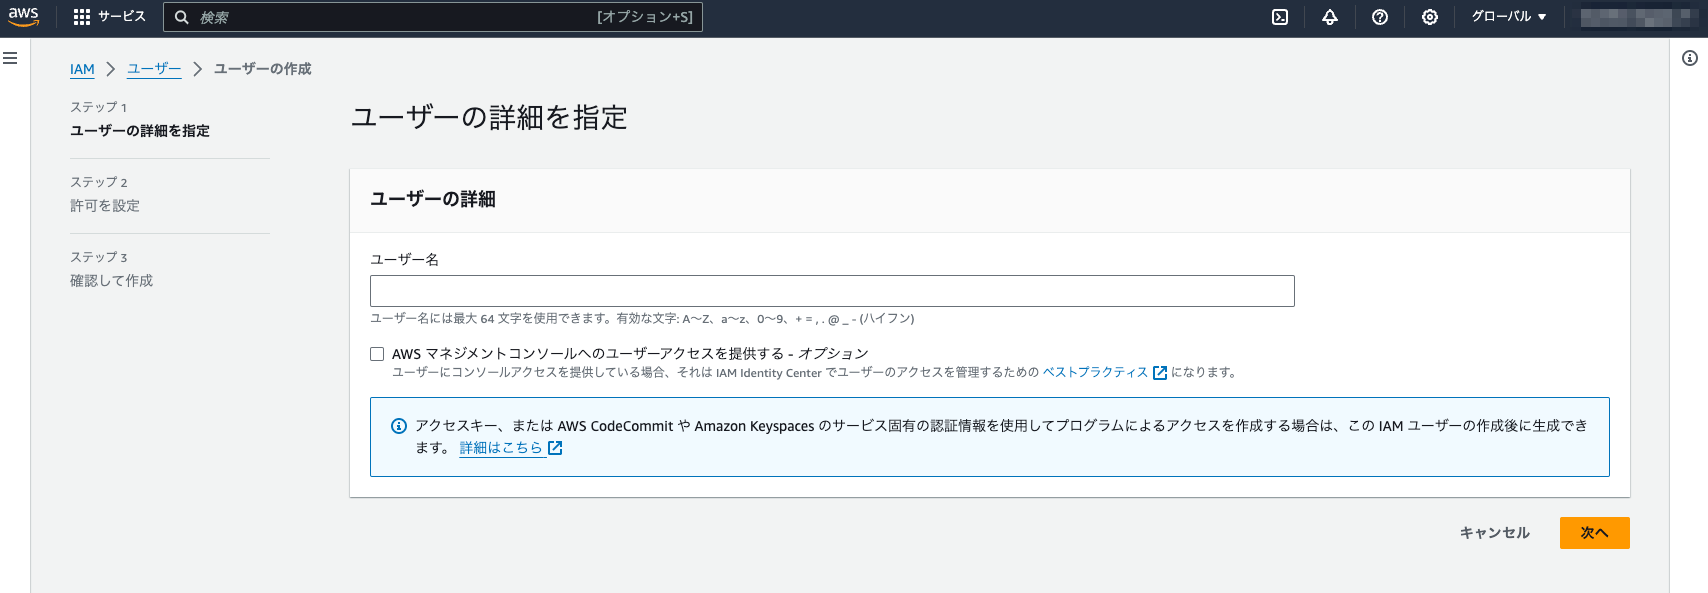 aws サービス 検索 [オプション+S] グローバル
IAM ユーザー ユーザーの作成
ステップ 1
ユーザーの詳細を指定
ステップ 2
許可を設定
ステップ 3
確認して作成
ユーザーの詳細を指定
ユーザーの詳細
ユーザー名
ユーザー名には最大 64 文字を使用できます。有効な文字: A～Z、a～z、0～9、+ = , . @ _ - (ハイフン)
AWS マネジメントコンソールへのユーザーアクセスを提供する - オプション
ユーザーにコンソールアクセスを提供している場合、それは IAM Identity Center でユーザーのアクセスを管理するための ベストプラクティス になります。
アクセスキー、または AWS CodeCommit や Amazon Keyspaces のサービス固有の認証情報を使用してプログラムによるアクセスを作成する場合は、この IAM ユーザーの作成後に生成でき
ます。 詳細はこちら
キャンセル 次へ